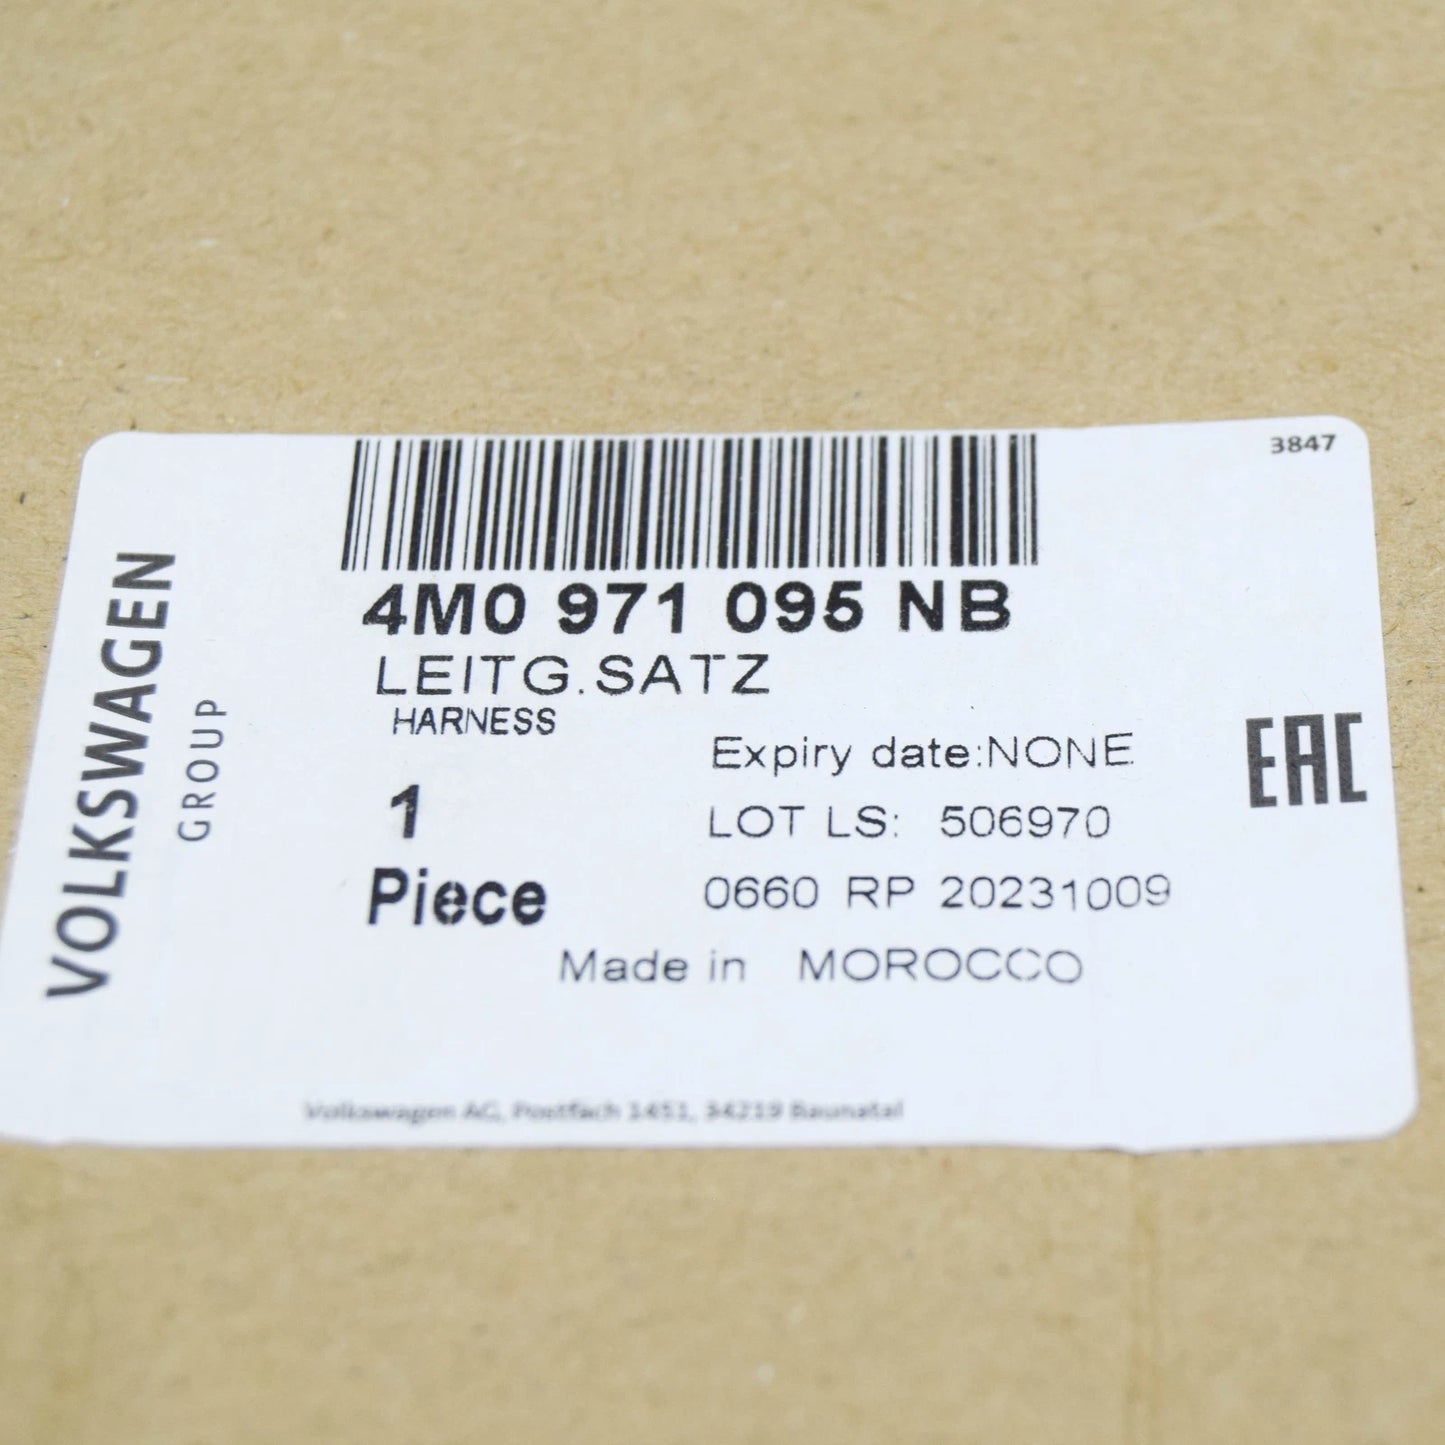 3847
VOLKSWAGEN
GROUP
4M0 971 095 NB
LEITG.SATZ
HARNESS
Expiry date:NONE
EAC
1
LOT LS: 506970
Piece
0660 RP 20231009
Made in MOROCCO
Volkswagen AG, Postfach 1451, 34219 Baunatal